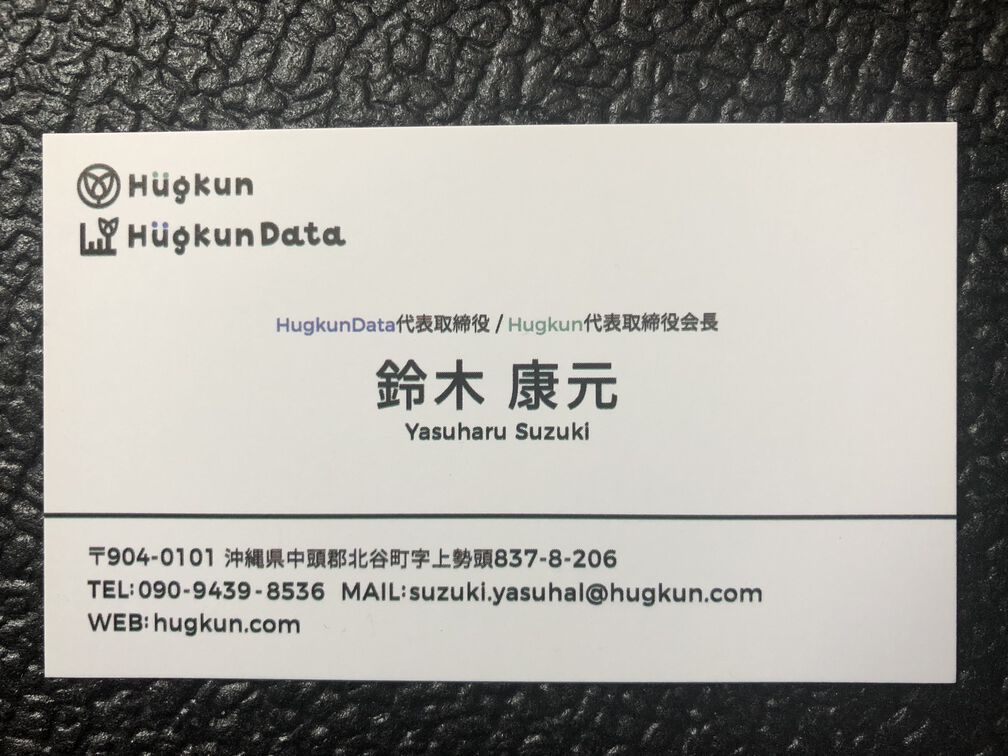 Hügkun
HügkunData
HugkunData代表取締役 / Hugkun代表取締役会長
鈴木 康元
Yasuharu Suzuki
〒904-0101 沖縄県中頭郡北谷町字上勢頭837-8-206
TEL:090-9439-8536 MAIL:suzuki.yasuhal@hugkun.com
WEB:hugkun.com